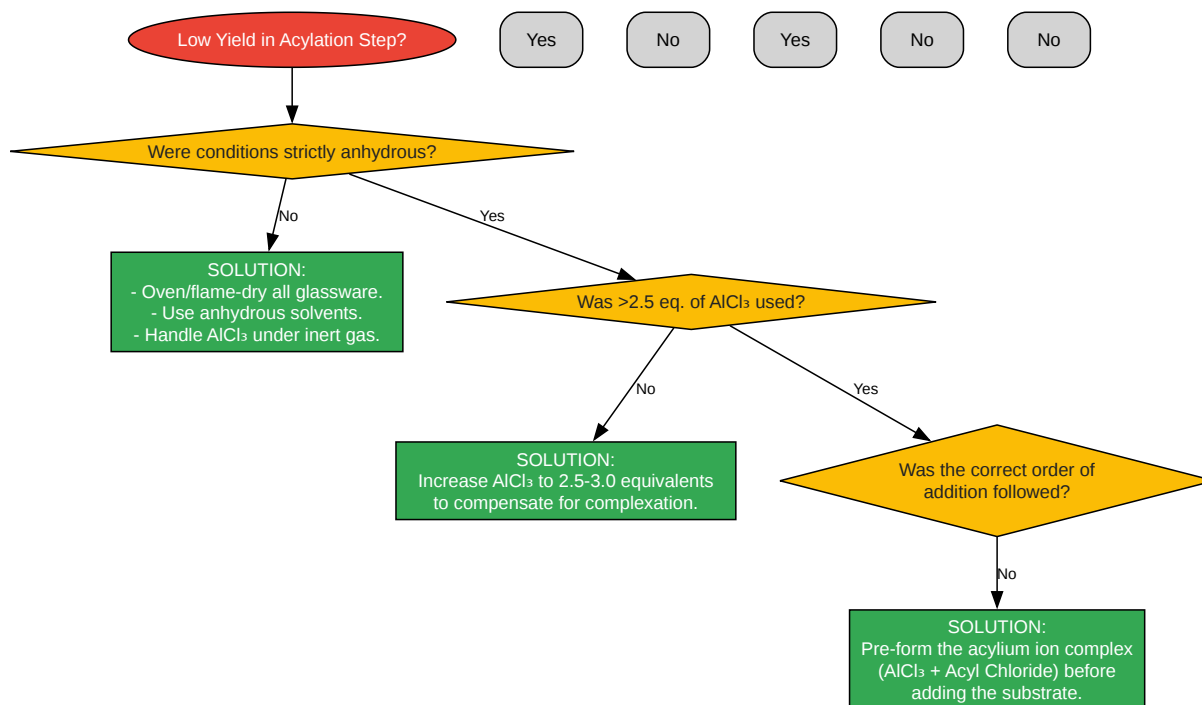 Low Yield in Acylation Step?
Yes
No
Yes
No
No
Were conditions strictly anhydrous?
No
Yes
SOLUTION:
- Oven/flame-dry all glassware.
- Use anhydrous solvents.
- Handle AlCl₃ under inert gas.
Was >2.5 eq. of AlCl₃ used?
No
Yes
SOLUTION:
Increase AlCl₃ to 2.5-3.0 equivalents
to compensate for complexation.
Was the correct order of
addition followed?
No
SOLUTION:
Pre-form the acylium ion complex
(AlCl₃ + Acyl Chloride) before
adding the substrate.